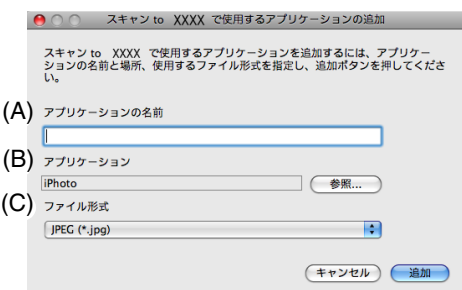 スキャン to XXXX で使用するアプリケーションの追加
スキャン to XXXX で使用するアプリケーションを追加するには、アプリケー
ションの名前と場所、使用するファイル形式を指定し、追加ボタンを押してくださ
い。
(A) アプリケーションの名前
(B) アプリケーション
iPhoto 参照...
(C) ファイル形式
JPEG (*.jpg)
キャンセル 追加